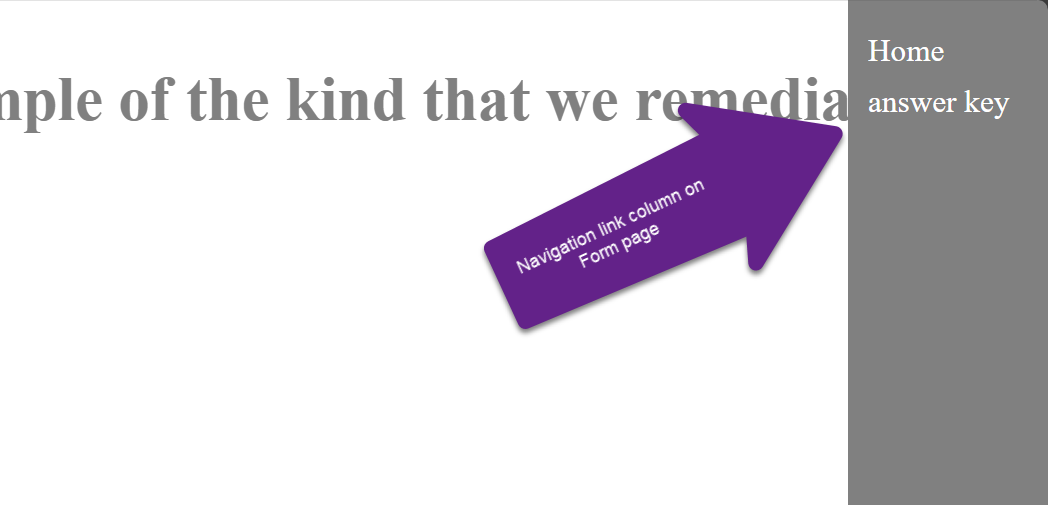 Home
mple of the kind that we remedia
answer key
Navigation link column on
Form page